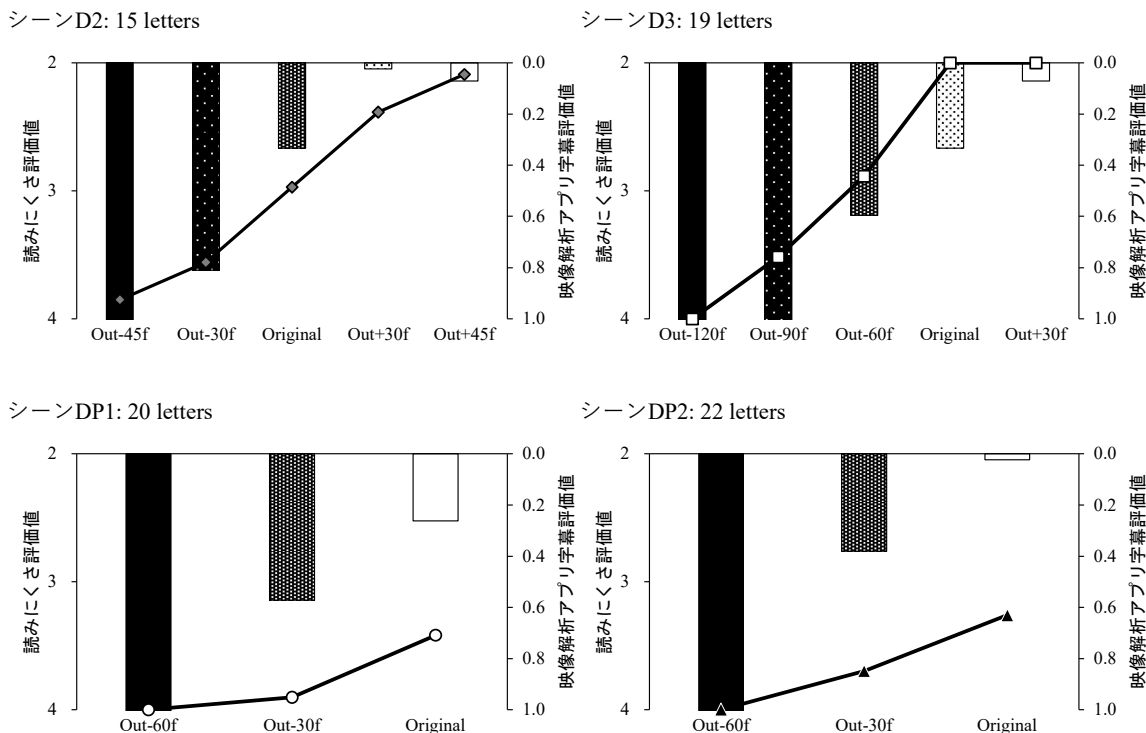 シーンD2: 15 letters
2
3
4
読みにくさ評価値
0.0
0.2
0.4
0.6
0.8
1.0
映像解析アプリ字幕評価値
Out-45f Out-30f Original Out+30f Out+45f
シーンD3: 19 letters
2
3
4
読みにくさ評価値
0.0
0.2
0.4
0.6
0.8
1.0
映像解析アプリ字幕評価値
Out-120f Out-90f Out-60f Original Out+30f
シーンDP1: 20 letters
2
3
4
読みにくさ評価値
0.0
0.2
0.4
0.6
0.8
1.0
映像解析アプリ字幕評価値
Out-60f Out-30f Original
シーンDP2: 22 letters
2
3
4
読みにくさ評価値
0.0
0.2
0.4
0.6
0.8
1.0
映像解析アプリ字幕評価値
Out-60f Out-30f Original